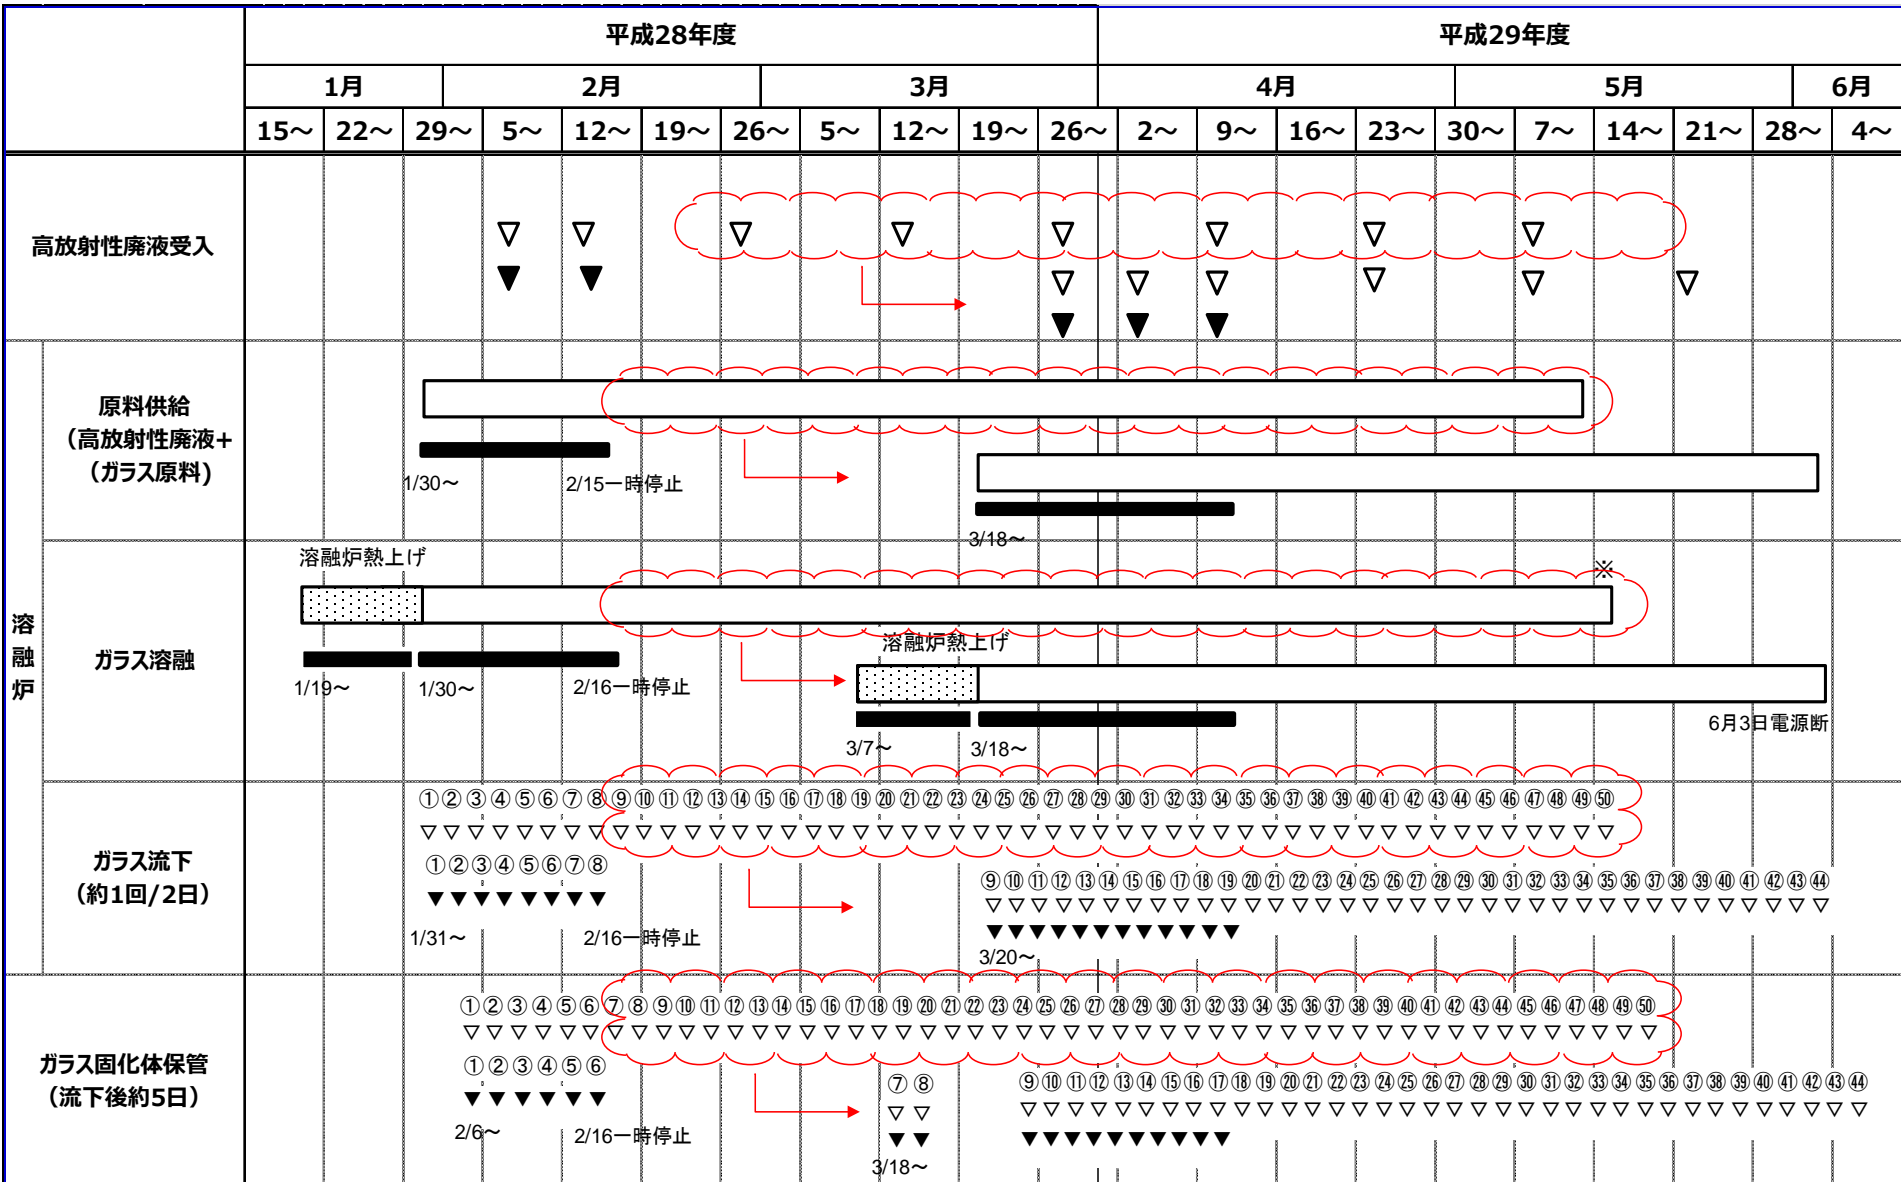 平成28年度 平成29年度
1月 2月 3月 4月 5月 6月
15～ 22～ 29～ 5～ 12～ 19～ 26～ 5～ 12～ 19～ 26～ 2～ 9～ 16～ 23～ 30～ 7～ 14～ 21～ 28～ 4～
高放射性廃液受入
溶融炉
原料供給
（高放射性廃液+
（ガラス原料)
1/30～ 2/15一時停止
3/18～
ガラス溶融
溶融炉熱上げ
※
1/19～ 1/30～ 2/16一時停止
溶融炉熱上げ
3/7～ 3/18～
6月3日電源断
ガラス流下
（約1回/2日）
①②③④⑤⑥⑦⑧⑨⑩⑪⑫⑬⑭⑮⑯⑰⑱⑲⑳㉑㉒㉓㉔㉕㉖㉗㉘㉙㉚㉛㉜㉝㉞㉟㊱㊲㊳㊴㊵㊶㊷㊸㊹㊺㊻㊼㊽㊾㊿
①②③④⑤⑥⑦⑧
⑨⑩⑪⑫⑬⑭⑮⑯⑰⑱⑲⑳㉑㉒㉓㉔㉕㉖㉗㉘㉙㉚㉛㉜㉝㉞㉟㊱㊲㊳㊴㊵㊶㊷㊸㊹
1/31～ 2/16一時停止
3/20～
ガラス固化体保管
（流下後約5日）
①②③④⑤⑥⑦⑧⑨⑩⑪⑫⑬⑭⑮⑯⑰⑱⑲⑳㉑㉒㉓㉔㉕㉖㉗㉘㉙㉚㉛㉜㉝㉞㉟㊱㊲㊳㊴㊵㊶㊷㊸㊹㊺㊻㊼㊽㊾㊿
①②③④⑤⑥
⑦⑧
⑨⑩⑪⑫⑬⑭⑮⑯⑰⑱⑲⑳㉑㉒㉓㉔㉕㉖㉗㉘㉙㉚㉛㉜㉝㉞㉟㊱㊲㊳㊴㊵㊶㊷㊸㊹
2/6～ 2/16一時停止
3/18～